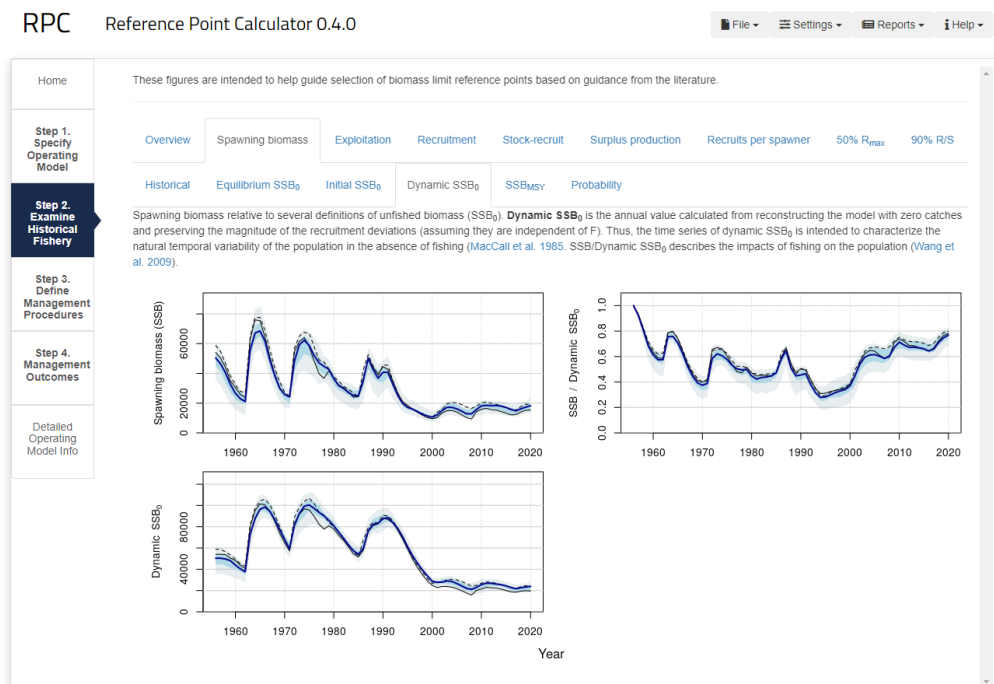 RPC Reference Point Calculator 0.4.0 File Settings Reports Help
Home
These figures are intended to help guide selection of biomass limit reference points based on guidance from the literature.
Step 1.
Specify
Operating
Model
Step 2.
Examine
Historical
Fishery
Step 3.
Define
Management
Procedures
Step 4.
Management
Outcomes
Detailed
Operating
Model Info
Overview Spawning biomass Exploitation Recruitment Stock-recruit Surplus production Recruits per spawner 50% Rmax 90% R/S
Historical Equilibrium SSB0 Initial SSB0 Dynamic SSB0 SSBMSY Probability
Spawning biomass relative to several definitions of unfished biomass (SSB0). Dynamic SSB0 is the annual value calculated from reconstructing the model with zero catches
and preserving the magnitude of the recruitment deviations (assuming they are independent of F). Thus, the time series of dynamic SSB0 is intended to characterize the
natural temporal variability of the population in the absence of fishing (MacCall et al. 1985. SSB/Dynamic SSB0 describes the impacts of fishing on the population (Wang et
al. 2009).
Spawning biomass (SSB)
0 20000 60000
1960 1970 1980 1990 2000 2010 2020
SSB / Dynamic SSB0
0.0 0.2 0.4 0.6 0.8 1.0
1960 1970 1980 1990 2000 2010 2020
Dynamic SSB0
0 40000 80000
1960 1970 1980 1990 2000 2010 2020
Year